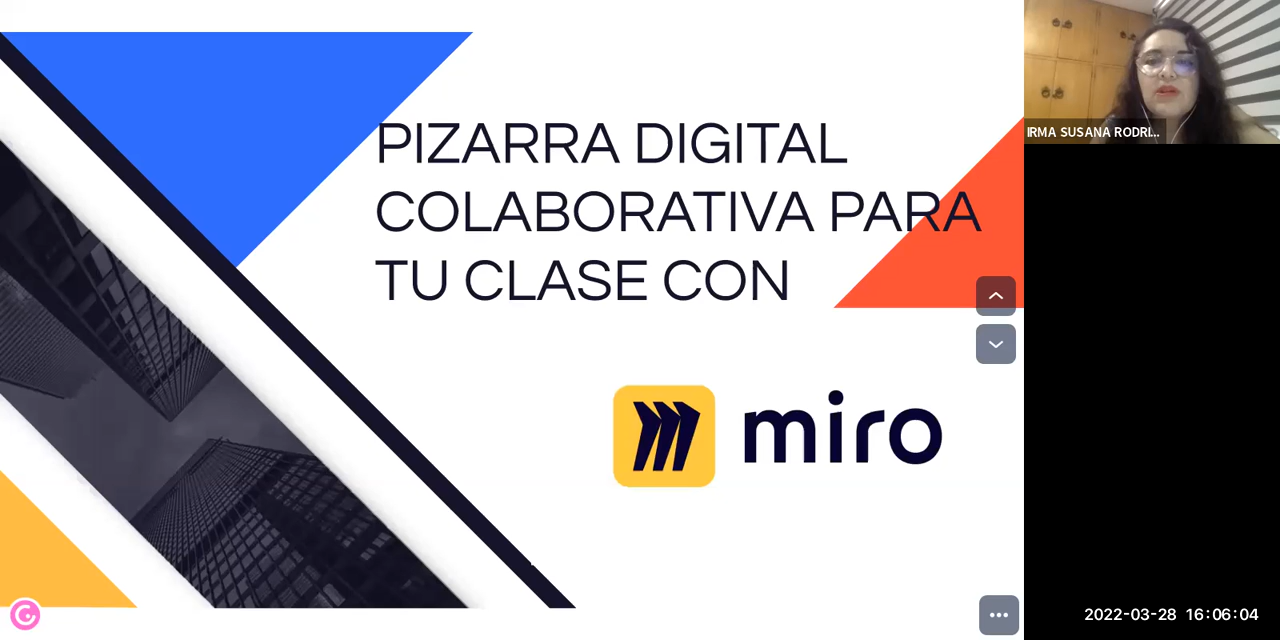 PIZARRA DIGITAL
COLABORATIVA PARA
TU CLASE CON
miro
IRMA SUSANA RODRI...
2022-03-28 16:06:04